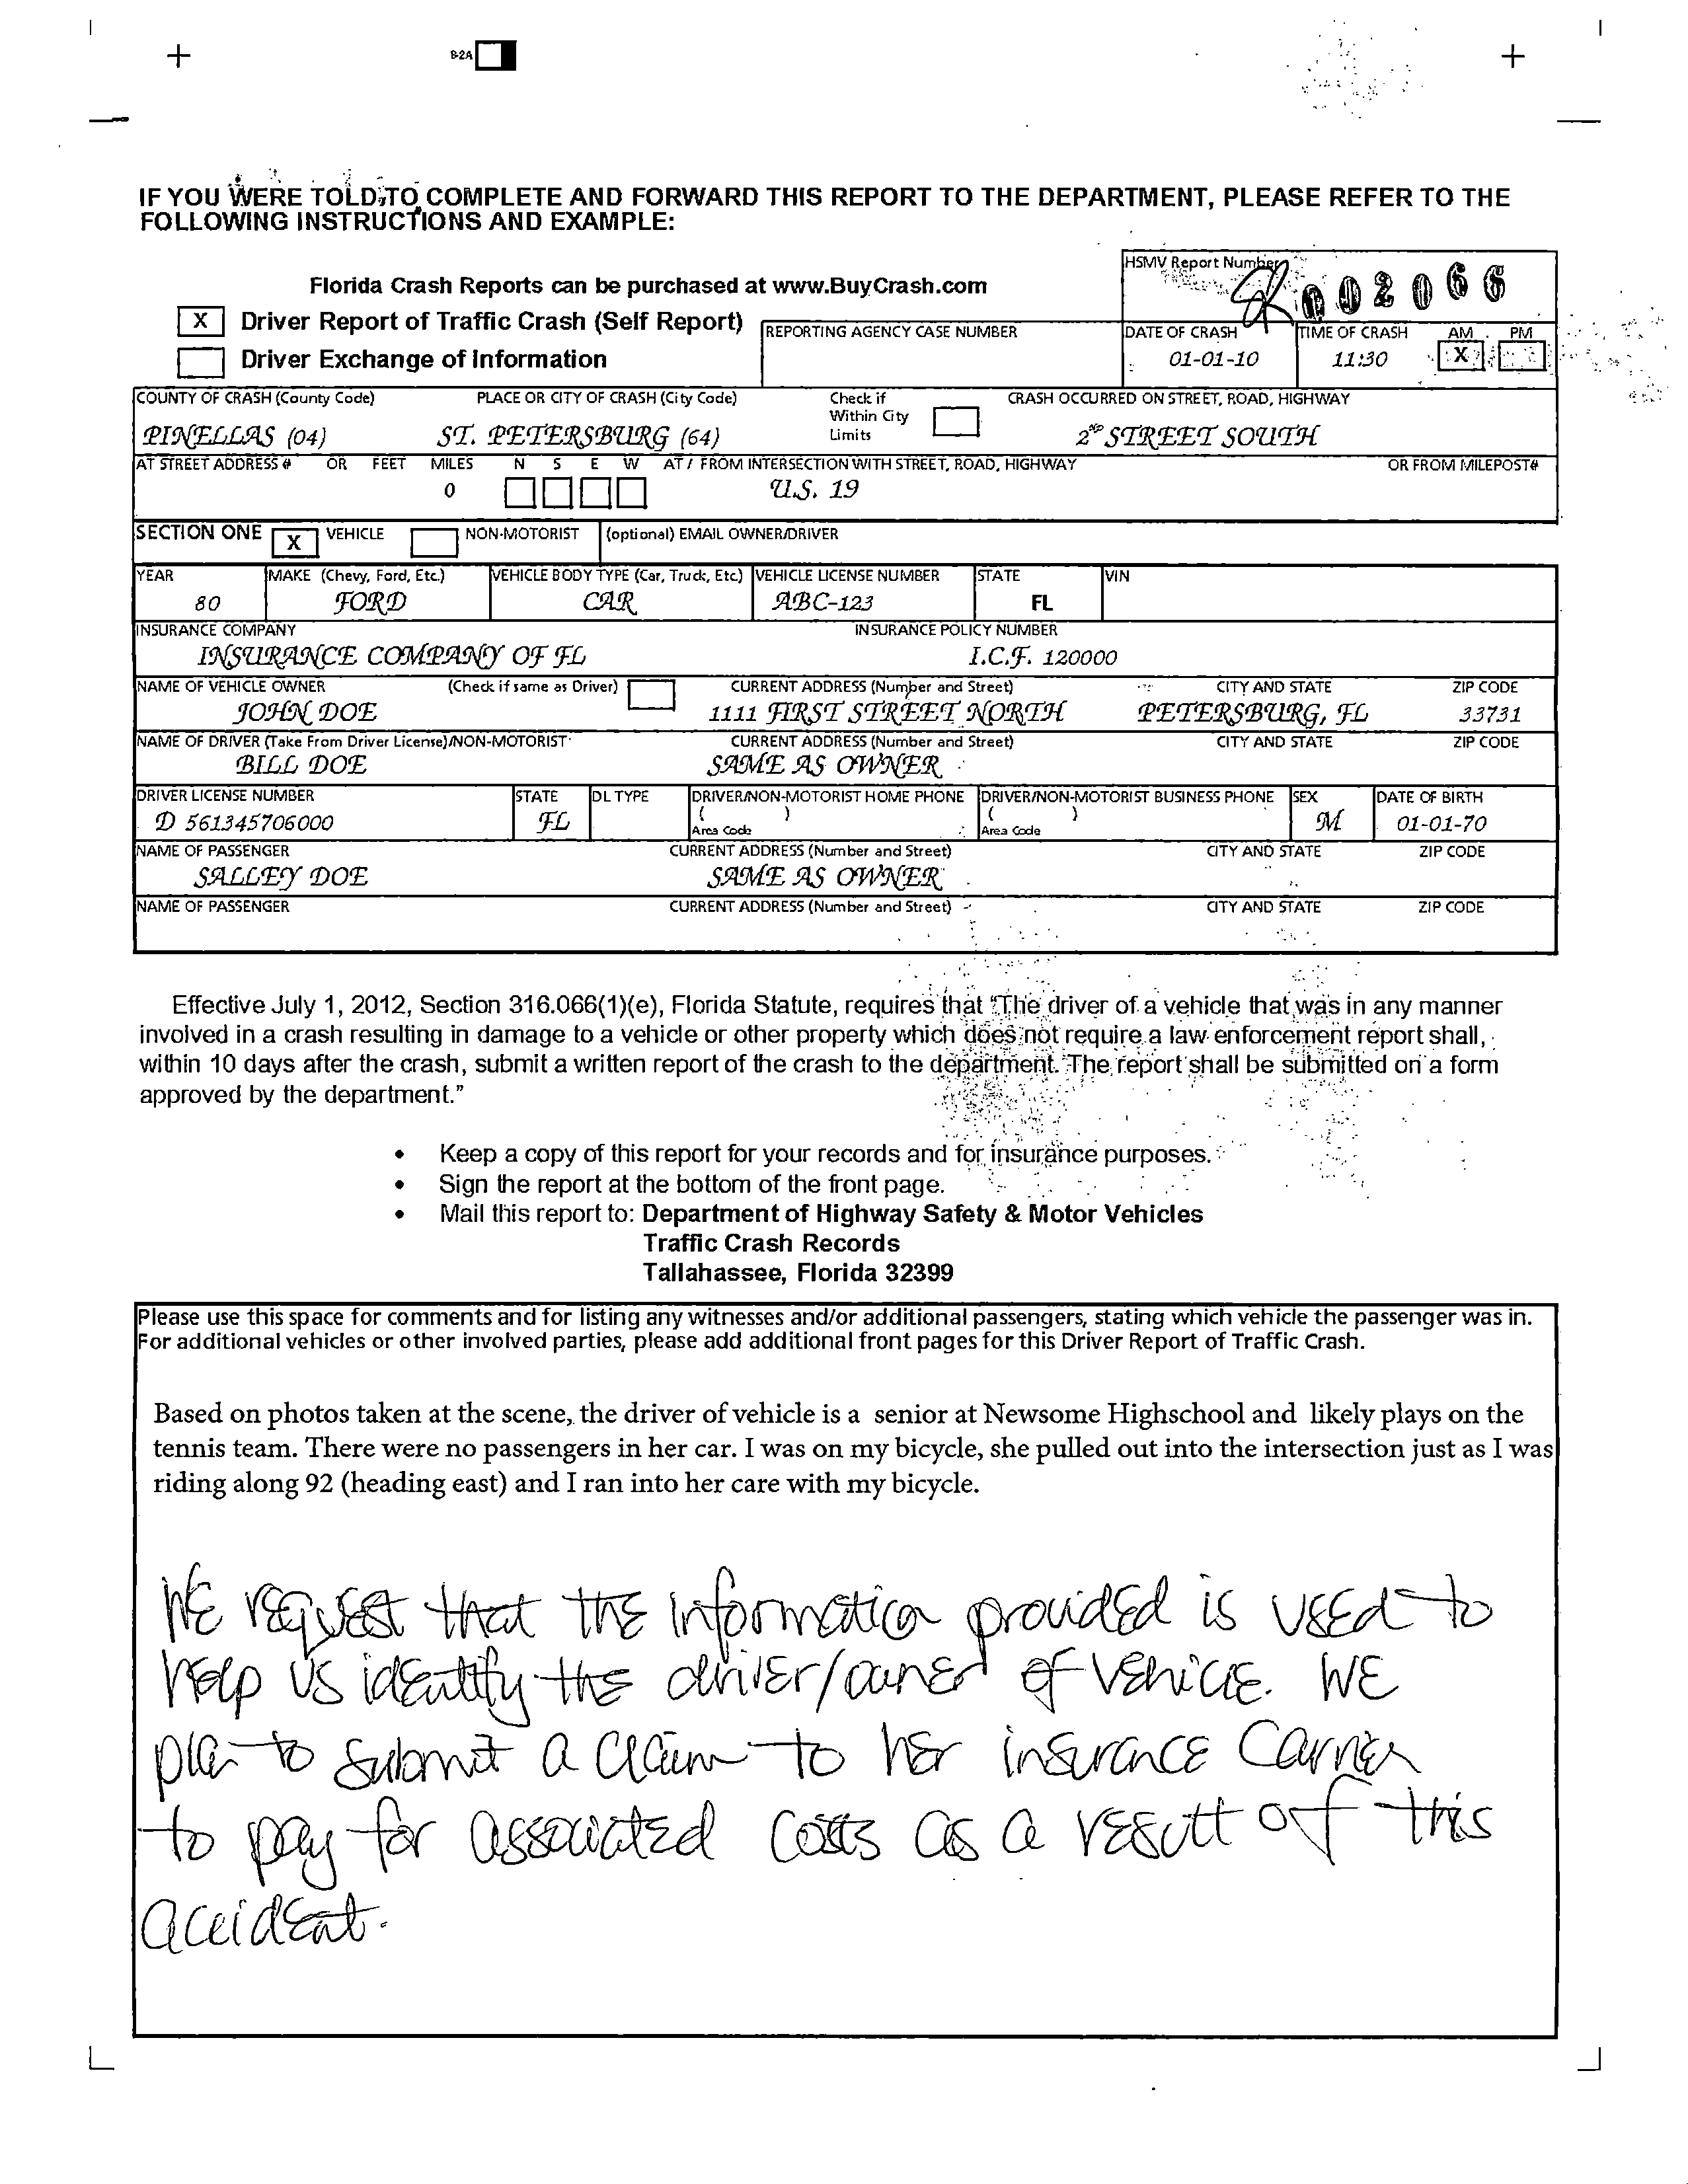 B-2A
IF YOU WERE TOLD TO COMPLETE AND FORWARD THIS REPORT TO THE DEPARTMENT, PLEASE REFER TO THE
FOLLOWING INSTRUCTIONS AND EXAMPLE:
HSMV Report Number
02066
Florida Crash Reports can be purchased at www.BuyCrash.com
X Driver Report of Traffic Crash (Self Report)
Driver Exchange of Information
REPORTING AGENCY CASE NUMBER
DATE OF CRASH TIME OF CRASH AM PM
01-01-10 11:30 X
COUNTY OF CRASH (County Code) PLACE OR CITY OF CRASH (City Code) Check if Within City Limits CRASH OCCURRED ON STREET, ROAD, HIGHWAY
PINELLAS (04) ST. PETERSBURG (64) 2ND STREET SOUTH
AT STREET ADDRESS # OR FEET MILES N S E W AT / FROM INTERSECTION WITH STREET, ROAD, HIGHWAY OR FROM MILEPOST#
0 U.S. 19
SECTION ONE X VEHICLE NON-MOTORIST (optional) EMAIL OWNER/DRIVER
YEAR MAKE (Chevy, Ford, Etc.) VEHICLE BODY TYPE (Car, Truck, Etc) VEHICLE LICENSE NUMBER STATE VIN
80 FORD CAR ABC-123 FL
INSURANCE COMPANY INSURANCE POLICY NUMBER
INSURANCE COMPANY OF FL I.C.F. 120000
NAME OF VEHICLE OWNER (Check if same as Driver) CURRENT ADDRESS (Number and Street) CITY AND STATE ZIP CODE
JOHN DOE 1111 FIRST STREET NORTH PETERSBURG, FL 33731
NAME OF DRIVER (Take From Driver License)/NON-MOTORIST CURRENT ADDRESS (Number and Street) CITY AND STATE ZIP CODE
BILL DOE SAME AS OWNER
DRIVER LICENSE NUMBER STATE DL TYPE DRIVER/NON-MOTORIST HOME PHONE DRIVER/NON-MOTORIST BUSINESS PHONE SEX DATE OF BIRTH
D 561345706000 FL ( ) ( ) M 01-01-70
Area Code Area Code
NAME OF PASSENGER CURRENT ADDRESS (Number and Street) CITY AND STATE ZIP CODE
SALLEY DOE SAME AS OWNER
NAME OF PASSENGER CURRENT ADDRESS (Number and Street) CITY AND STATE ZIP CODE
Effective July 1, 2012, Section 316.066(1)(e), Florida Statute, requires that "The driver of a vehicle that was in any manner
involved in a crash resulting in damage to a vehicle or other property which does not require a law enforcement report shall,
within 10 days after the crash, submit a written report of the crash to the department. The report shall be submitted on a form
approved by the department."
• Keep a copy of this report for your records and for insurance purposes.
• Sign the report at the bottom of the front page.
• Mail this report to: Department of Highway Safety & Motor Vehicles
Traffic Crash Records
Tallahassee, Florida 32399
Please use this space for comments and for listing any witnesses and/or additional passengers, stating which vehicle the passenger was in.
For additional vehicles or other involved parties, please add additional front pages for this Driver Report of Traffic Crash.
Based on photos taken at the scene, the driver of vehicle is a senior at Newsome Highschool and likely plays on the
tennis team. There were no passengers in her car. I was on my bicycle, she pulled out into the intersection just as I was
riding along 92 (heading east) and I ran into her care with my bicycle.
WE request that the information provided is used to
help us identify the driver/owner of vehicle. WE
plan to submit a claim to her insurance Carrier
to pay for associated costs as a result of this
accident.